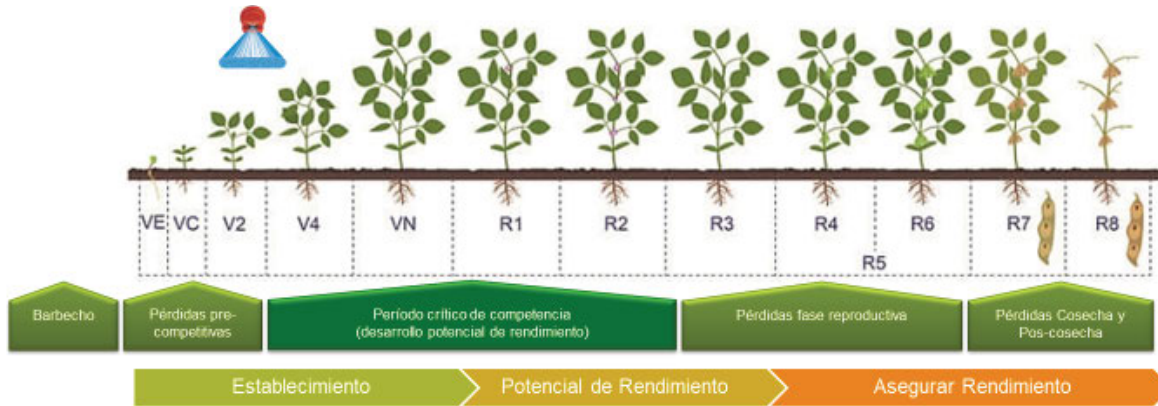 VE VC V2 V4 VN R1 R2 R3 R4 R6 R7 R8
R5
Barbecho
Pérdidas pre-
competitivas
Período crítico de competencia
(desarrollo potencial de rendimiento)
Pérdidas fase reproductiva
Pérdidas Cosecha y
Pos-cosecha
Establecimiento
Potencial de Rendimiento
Asegurar Rendimiento